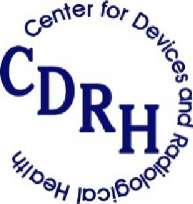 Center for Devices and Radiological Health
CDRH